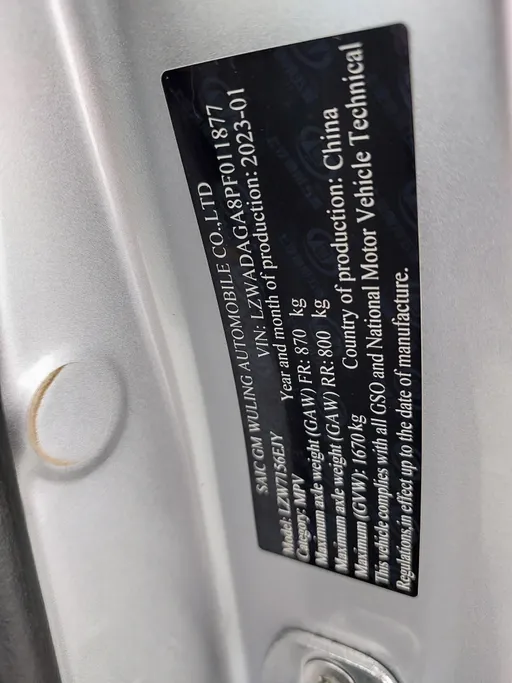 SAIC GM WULING AUTOMOBILE CO.,LTD
Model: LZW7156EJY VIN: LZWADAGA8PF011877
Category: MPV Year and month of production: 2023-01
Maximum axle weight (GAW) FR: 870 kg
Maximum axle weight (GAW) RR: 800 kg
Maximum (GVW): 1670 kg Country of production: China
This vehicle complies with all GSO and National Motor Vehicle Technical
Regulations,in effect up to the date of manufacture.